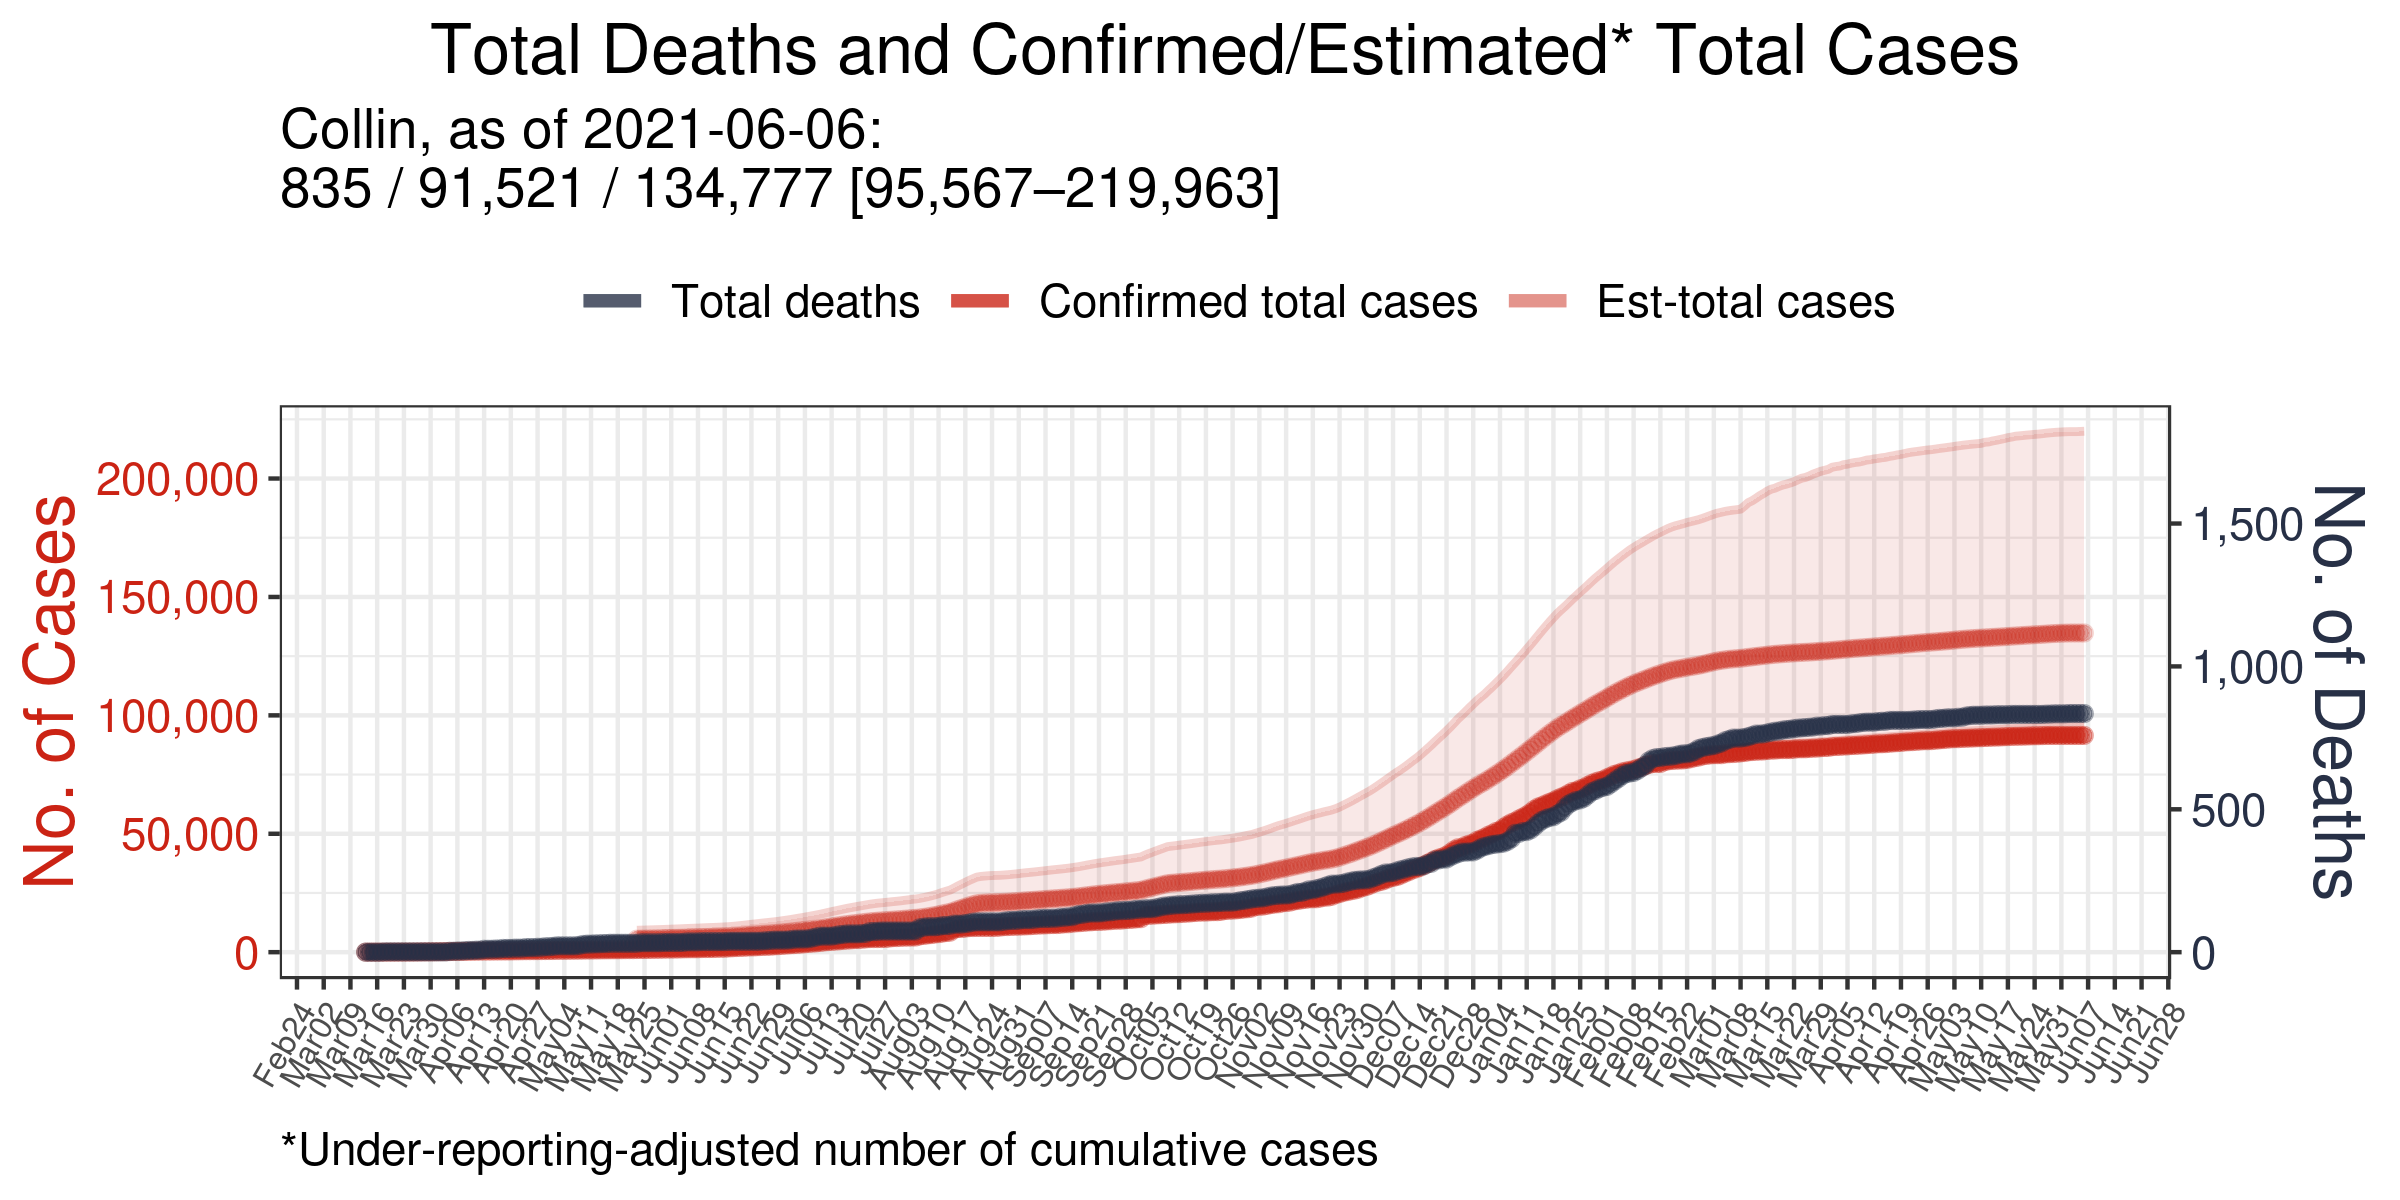 Total Deaths and Confirmed/Estimated* Total Cases
Collin, as of 2021-06-06:
835 / 91,521 / 134,777 [95,567–219,963]
Total deaths
Confirmed total cases
Est-total cases
No. of Cases
200,000
150,000
100,000
50,000
0
1,500
1,000
500
0
No. of Deaths
Feb24
Mar02
Mar09
Mar16
Mar23
Mar30
Apr06
Apr13
Apr20
Apr27
May04
May11
May18
May25
Jun01
Jun08
Jun15
Jun22
Jun29
Jul06
Jul13
Jul20
Jul27
Aug03
Aug10
Aug17
Aug24
Aug31
Sep07
Sep14
Sep21
Sep28
Oct05
Oct12
Oct19
Oct26
Nov02
Nov09
Nov16
Nov23
Nov30
Dec07
Dec14
Dec21
Dec28
Jan04
Jan11
Jan18
Jan25
Feb01
Feb08
Feb15
Feb22
Mar01
Mar08
Mar15
Mar22
Mar29
Apr05
Apr12
Apr19
Apr26
May03
May10
May17
May24
May31
Jun07
Jun14
Jun21
Jun28
*Under-reporting-adjusted number of cumulative cases